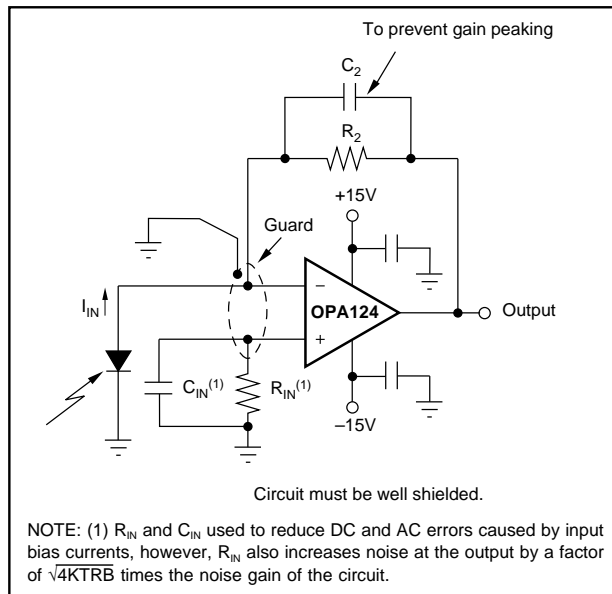 To prevent gain peaking
C2
R2
+15V
Guard
IIN
−
OPA124
Output
+
CIN(1)
RIN(1)
–15V
Circuit must be well shielded.
NOTE: (1) RIN and CIN used to reduce DC and AC errors caused by input
bias currents, however, RIN also increases noise at the output by a factor
of √4KTRB times the noise gain of the circuit.